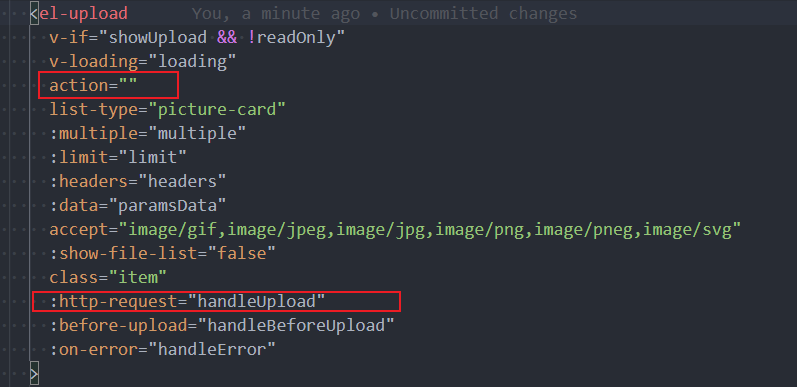 <el-upload You, a minute ago • Uncommitted changes
v-if="showUpload && !readOnly"
v-loading="loading"
action=""
list-type="picture-card"
:multiple="multiple"
:limit="limit"
:headers="headers"
:data="paramsData"
accept="image/gif,image/jpeg,image/jpg,image/png,image/pneg,image/svg"
:show-file-list="false"
class="item"
:http-request="handleUpload"
:before-upload="handleBeforeUpload"
:on-error="handleError"
>